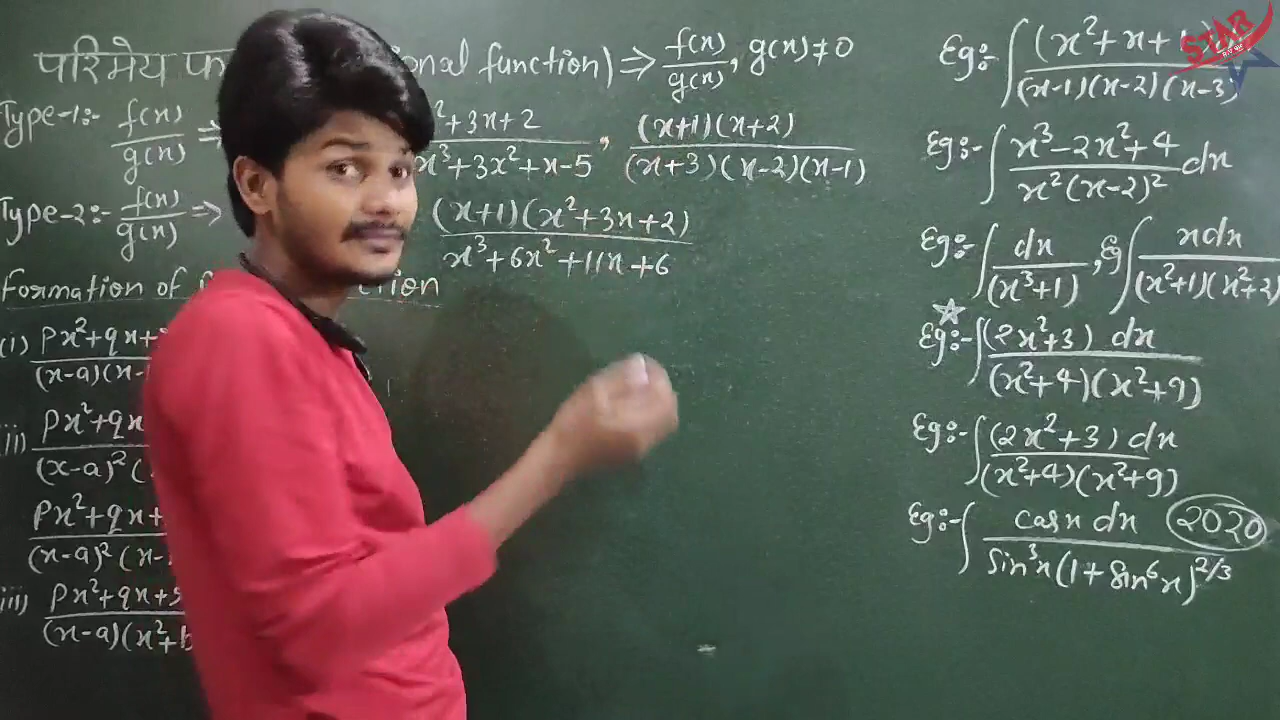 परिमेय onal function) ⇒ f(x)/g(x), g(x) ≠ 0
Type-1:- f(x)/g(x) ⇒ ²+3x+2/x³+3x²+x-5 , (x+1)(x+2)/(x+3)(x-2)(x-1)
Type-2:- f(x)/g(x) ⇒ (x+1)(x²+3x+2)/x³+6x²+11x+6
Formation of ction
(i) px²+qx+/(x-a)(x-
ii) px²+qx/(x-a)²(
px²+qx+/(x-a)²(x-
iii) px²+qx+/(x-a)(x²+b
Eg:- ∫(x²+x+/(x-1)(x-2)(x-3)
Eg:- ∫x³-2x²+4/x²(x-2)² dx
Eg:- ∫dx/(x³+1), Eg ∫xdx/(x²+1)(x²+2)
☆
Eg:- ∫(2x²+3) dx/(x²+4)(x²+9)
Eg:- ∫(2x²+3) dx/(x²+4)(x²+9)
Eg:- ∫cosx dx/sin³x(1+sin⁶x)^2/3 2020
STAR